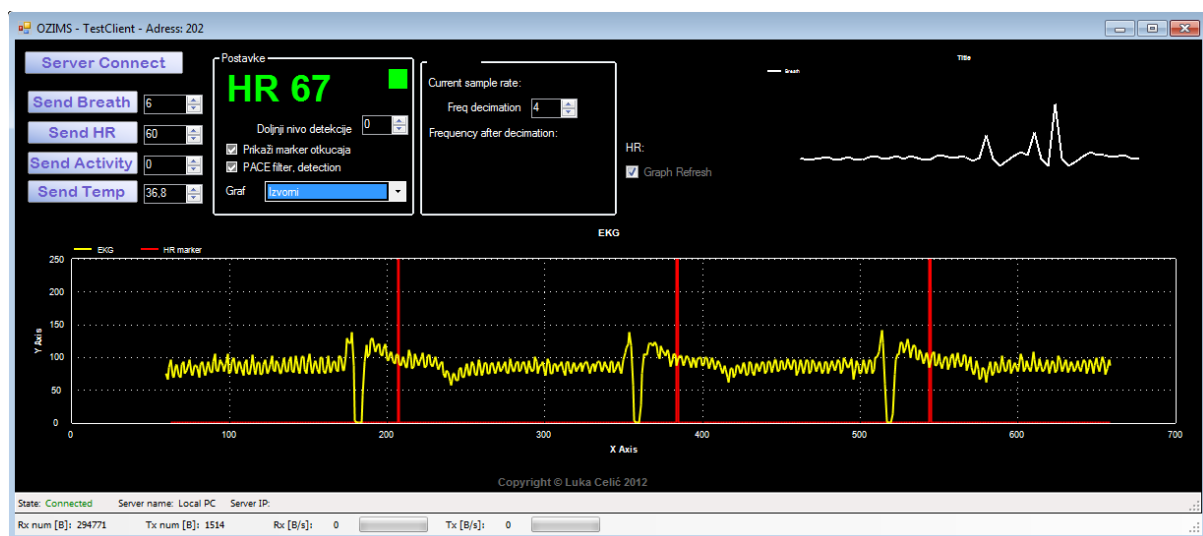 OZIMS - TestClient - Adress: 202
Server Connect
Send Breath 6
Send HR 60
Send Activity 0
Send Temp 36,8
Postavke
HR 67
Doljnji nivo detekcije 0
Prikaži marker otkucaja
PACE filter, detection
Graf Izvorni
Current sample rate:
Freq decimation 4
Frequency after decimation:
HR:
Graph Refresh
Title
Breath
EKG
EKG HR marker
250
200
150
100
50
0
Y Axis
0 100 200 300 400 500 600 700
X Axis
Copyright © Luka Celić 2012
State: Connected Server name: Local PC Server IP:
Rx num [B]: 294771 Tx num [B]: 1514 Rx [B/s]: 0 Tx [B/s]: 0